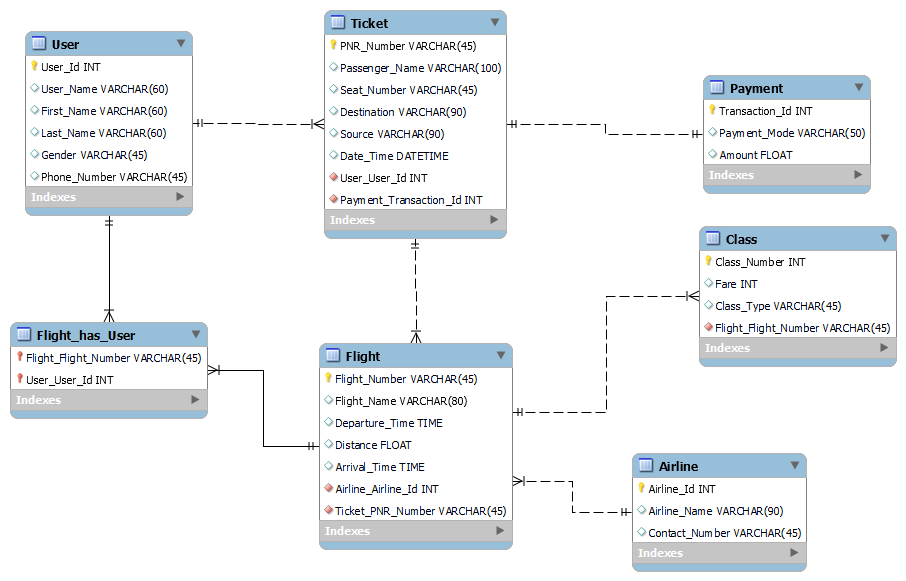 User
User_Id INT
User_Name VARCHAR(60)
First_Name VARCHAR(60)
Last_Name VARCHAR(60)
Gender VARCHAR(45)
Phone_Number VARCHAR(45)
Indexes
Ticket
PNR_Number VARCHAR(45)
Passenger_Name VARCHAR(100)
Seat_Number VARCHAR(45)
Destination VARCHAR(90)
Source VARCHAR(90)
Date_Time DATETIME
User_User_Id INT
Payment_Transaction_Id INT
Indexes
Payment
Transaction_Id INT
Payment_Mode VARCHAR(50)
Amount FLOAT
Indexes
Class
Class_Number INT
Fare INT
Class_Type VARCHAR(45)
Flight_Flight_Number VARCHAR(45)
Indexes
Flight_has_User
Flight_Flight_Number VARCHAR(45)
User_User_Id INT
Indexes
Flight
Flight_Number VARCHAR(45)
Flight_Name VARCHAR(80)
Departure_Time TIME
Distance FLOAT
Arrival_Time TIME
Airline_Airline_Id INT
Ticket_PNR_Number VARCHAR(45)
Indexes
Airline
Airline_Id INT
Airline_Name VARCHAR(90)
Contact_Number VARCHAR(45)
Indexes